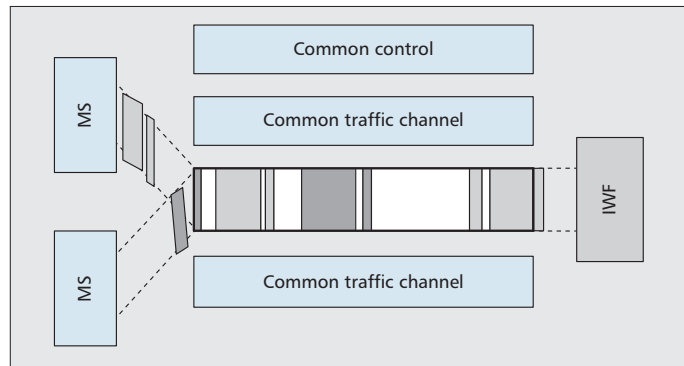 Common control
MS
Common traffic channel
IWF
MS
Common traffic channel